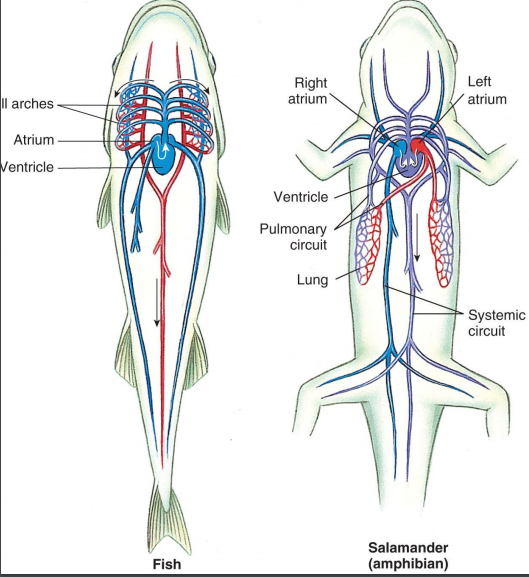 ll arches
Atrium
Ventricle
Fish
Right
atrium
Left
atrium
Ventricle
Pulmonary
circuit
Lung
Systemic
circuit
Salamander
(amphibian)